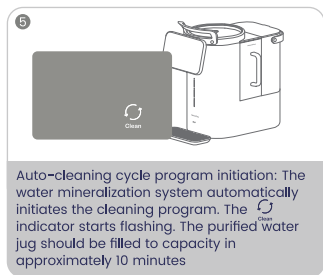 5
Clean
Auto-cleaning cycle program initiation: The
water mineralization system automatically
initiates the cleaning program. The Clean
indicator starts flashing. The purified water
jug should be filled to capacity in
approximately 10 minutes